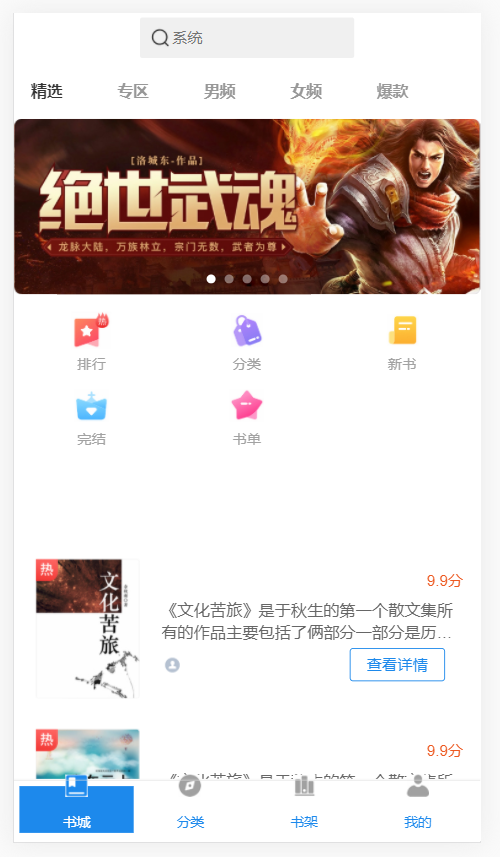 系统
精选 专区 男频 女频 爆款
[洛城东-作品]
绝世武魂
龙脉大陆，万族林立，宗门无数，武者为尊
热
排行 分类 新书
完结 书单
热
文化苦旅
9.9分
《文化苦旅》是于秋生的第一个散文集所
有的作品主要包括了俩部分一部分是历…
查看详情
热
9.9分
书城 分类 书架 我的